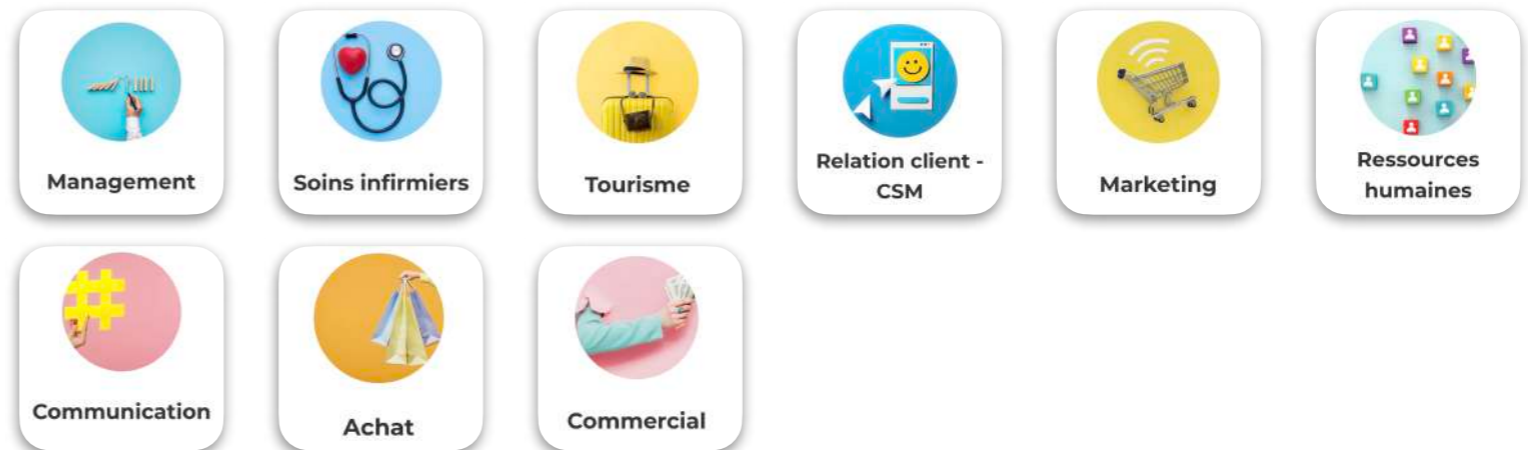 Management
Soins infirmiers
Tourisme
Relation client -
CSM
Marketing
Ressources
humaines
Communication
Achat
Commercial